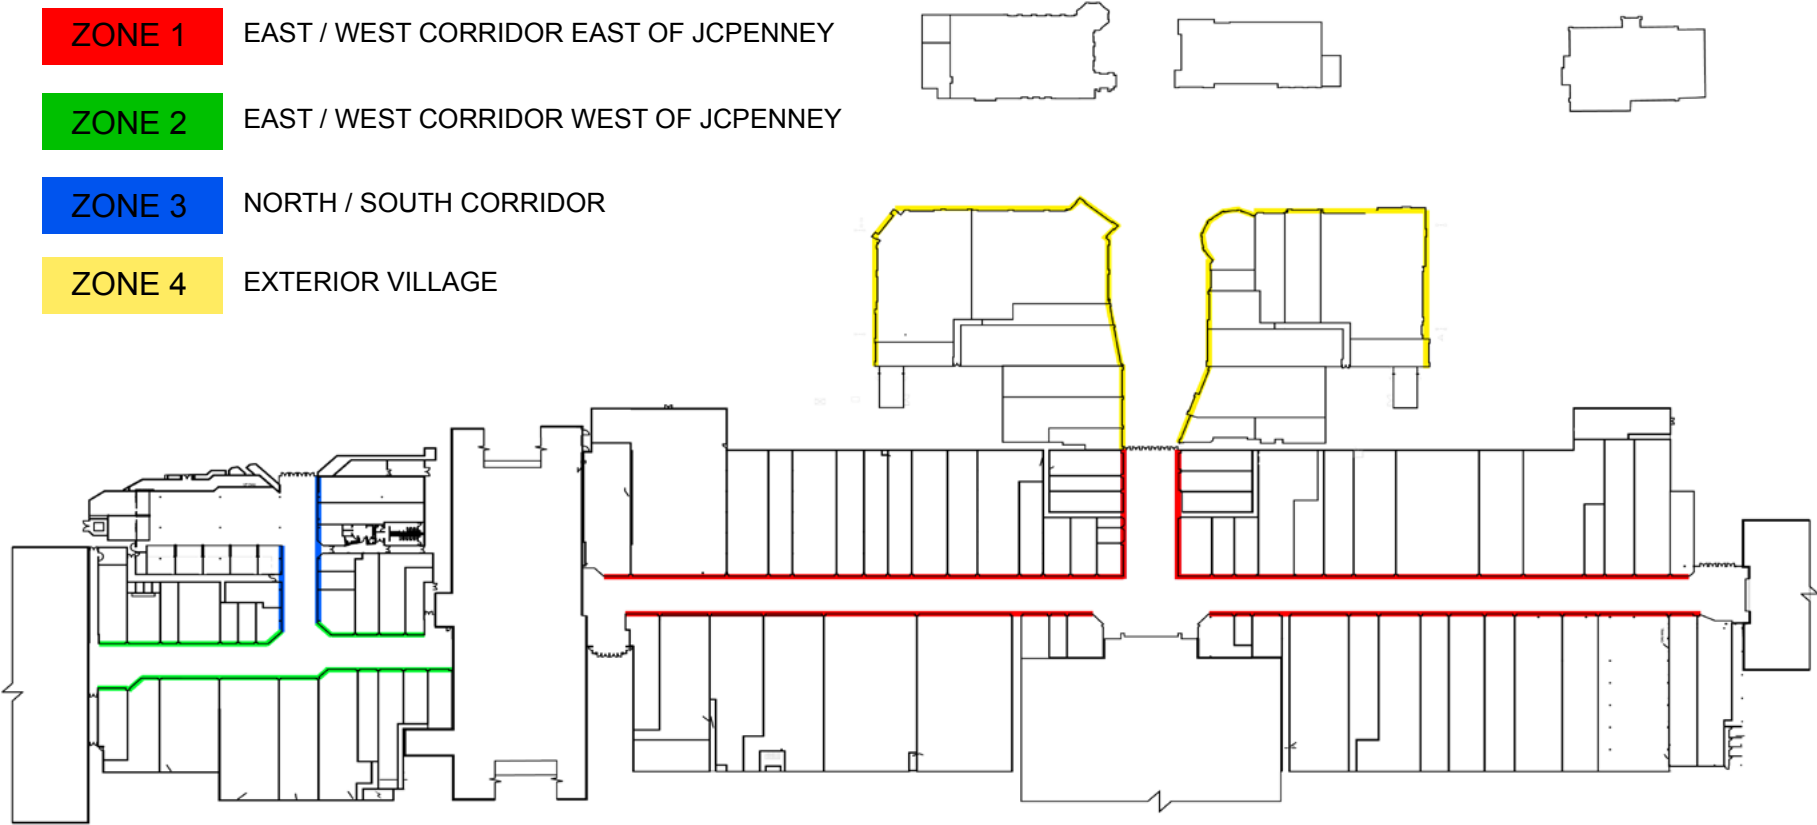 ZONE 1 EAST / WEST CORRIDOR EAST OF JCPENNEY
ZONE 2 EAST / WEST CORRIDOR WEST OF JCPENNEY
ZONE 3 NORTH / SOUTH CORRIDOR
ZONE 4 EXTERIOR VILLAGE